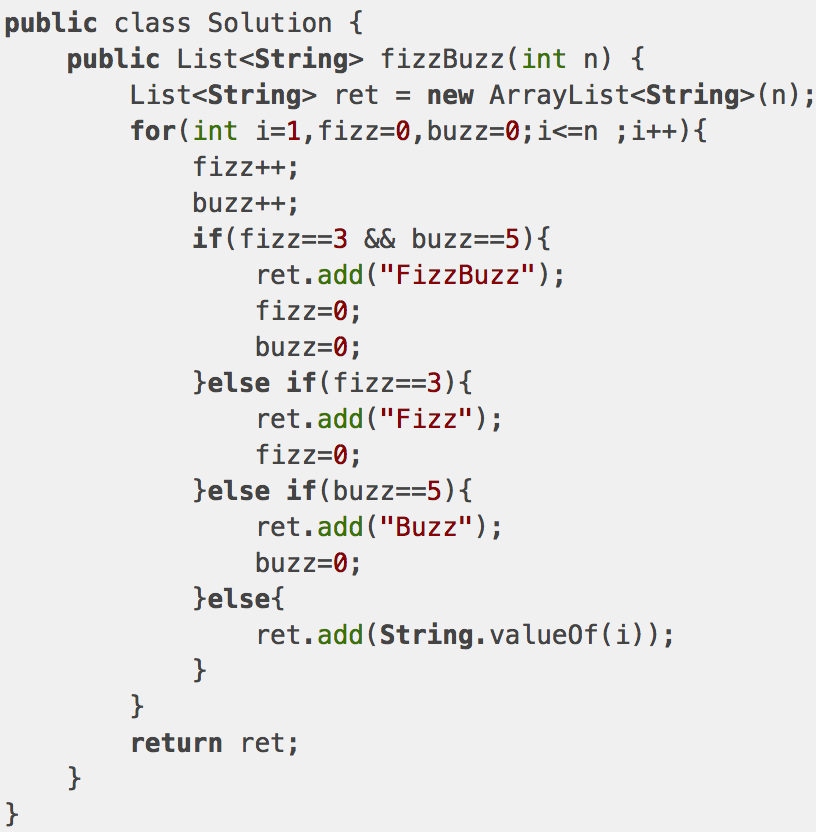 public class Solution {
    public List<String> fizzBuzz(int n) {
        List<String> ret = new ArrayList<String>(n);
        for(int i=1,fizz=0,buzz=0;i<=n ;i++){
            fizz++;
            buzz++;
            if(fizz==3 && buzz==5){
                ret.add("FizzBuzz");
                fizz=0;
                buzz=0;
            }else if(fizz==3){
                ret.add("Fizz");
                fizz=0;
            }else if(buzz==5){
                ret.add("Buzz");
                buzz=0;
            }else{
                ret.add(String.valueOf(i));
            }
        }
        return ret;
    }
}